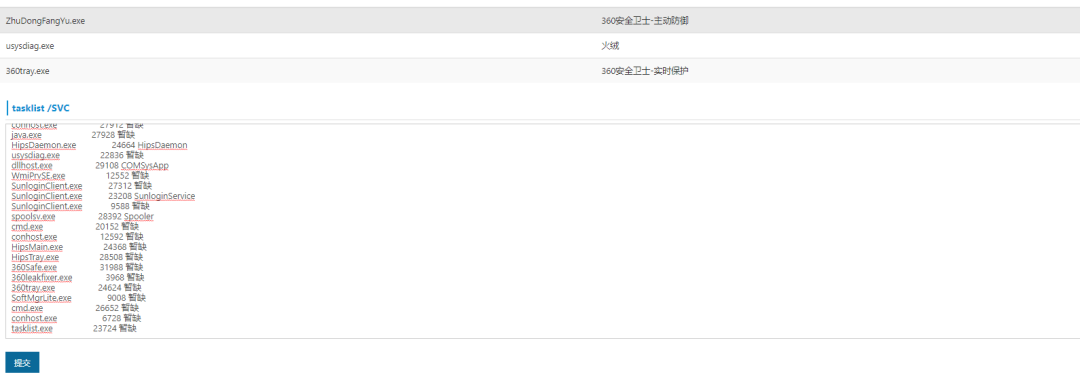 ZhuDongFangYu.exe 360安全卫士-主动防御
usysdiag.exe 火绒
360tray.exe 360安全卫士-实时保护
tasklist /SVC
conhost.exe 27912 暂缺
java.exe 27928 暂缺
HipsDaemon.exe 24664 HipsDaemon
usysdiag.exe 22836 暂缺
dllhost.exe 29108 COMSysApp
WmiPrvSE.exe 12552 暂缺
SunloginClient.exe 27312 暂缺
SunloginClient.exe 23208 SunloginService
SunloginClient.exe 9588 暂缺
spoolsv.exe 28392 Spooler
cmd.exe 20152 暂缺
conhost.exe 12592 暂缺
HipsMain.exe 24368 暂缺
HipsTray.exe 28508 暂缺
360Safe.exe 31988 暂缺
360leakfixer.exe 3968 暂缺
360tray.exe 24624 暂缺
SoftMgrLite.exe 9008 暂缺
cmd.exe 26652 暂缺
conhost.exe 6728 暂缺
tasklist.exe 23724 暂缺
提交